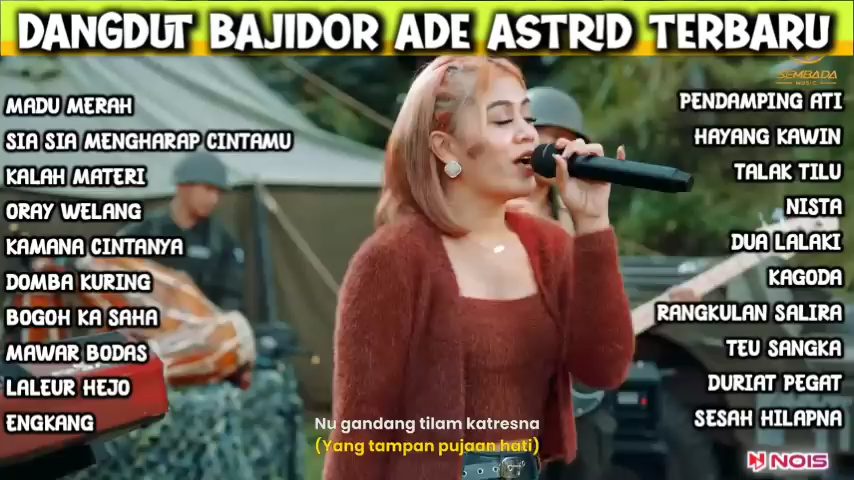 DANGDUT BAJIDOR ADE ASTRID TERBARU
SEMBADA
MUSIC
MADU MERAH
SIA SIA MENGHARAP CINTAMU
KALAH MATERI
ORAY WELANG
KAMANA CINTANYA
DOMBA KURING
BOGOH KA SAHA
MAWAR BODAS
LALEUR HEJO
ENGKANG
PENDAMPING ATI
HAYANG KAWIN
TALAK TILU
NISTA
DUA LALAKI
KAGODA
RANGKULAN SALIRA
TEU SANGKA
DURIAT PEGAT
SESAH HILAPNA
Nu gandang tilam katresna
(Yang tampan pujaan hati)
NOIS